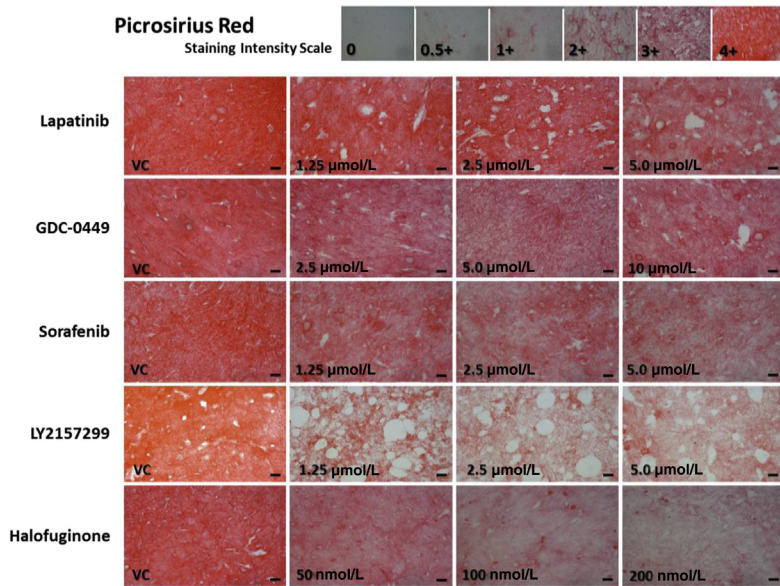 Picrosirius Red
Staining Intensity Scale
0 0.5+ 1+ 2+ 3+ 4+
Lapatinib
VC 1.25 µmol/L 2.5 µmol/L 5.0 µmol/L
GDC-0449
VC 2.5 µmol/L 5.0 µmol/L 10 µmol/L
Sorafenib
VC 1.25 µmol/L 2.5 µmol/L 5.0 µmol/L
LY2157299
VC 1.25 µmol/L 2.5 µmol/L 5.0 µmol/L
Halofuginone
VC 50 nmol/L 100 nmol/L 200 nmol/L